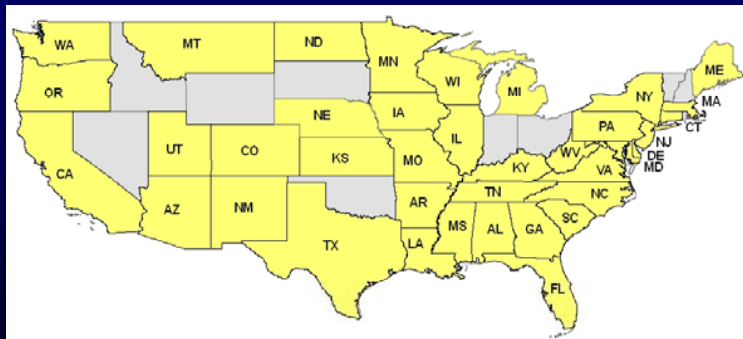 WA
MT
ND
MN
ME
OR
WI
MI
NY
MA
NE
IA
PA
CT
IL
NJ
UT
CO
WV
DE
CA
KS
MO
KY
VA
MD
TN
NC
AZ
NM
AR
SC
MS
AL
GA
TX
LA
FL